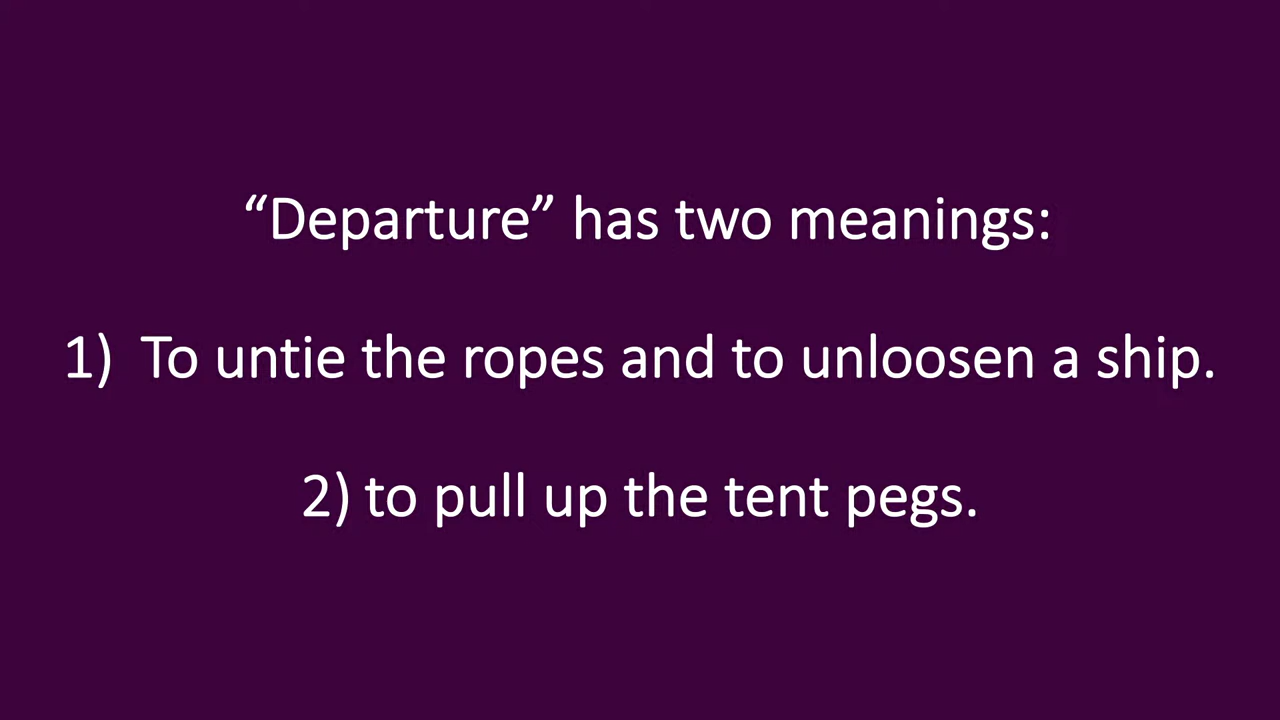 “Departure” has two meanings:
1) To untie the ropes and to unloosen a ship.
2) to pull up the tent pegs.